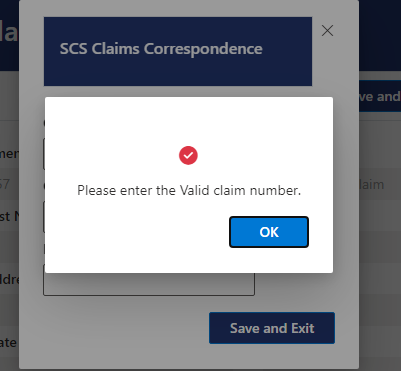 SCS Claims Correspondence
Please enter the Valid claim number.
OK
Save and Exit